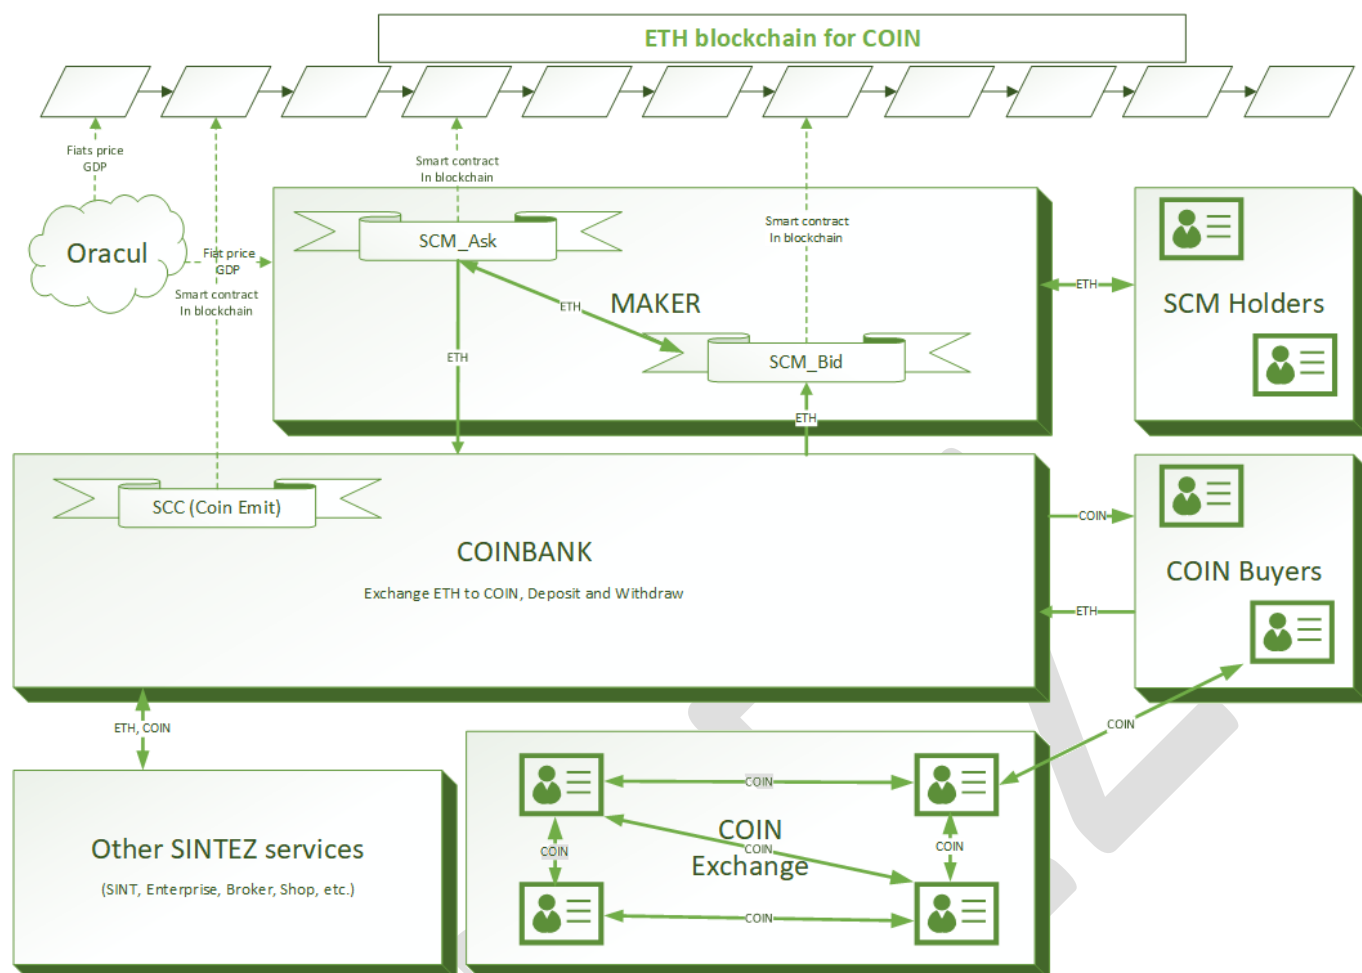 ETH blockchain for COIN
Fiats price
GDP
Smart contract
In blockchain
Smart contract
In blockchain
Oracul
Fiat price
GDP
Smart contract
In blockchain
SCM_Ask
ETH
MAKER
SCM_Bid
ETH
ETH
ETH
SCM Holders
SCC (Coin Emit)
COINBANK
Exchange ETH to COIN, Deposit and Withdraw
COIN
ETH
COIN Buyers
ETH, COIN
COIN
Other SINTEZ services
(SINT, Enterprise, Broker, Shop, etc.)
COIN
COIN
Exchange
COIN
COIN
COIN
COIN